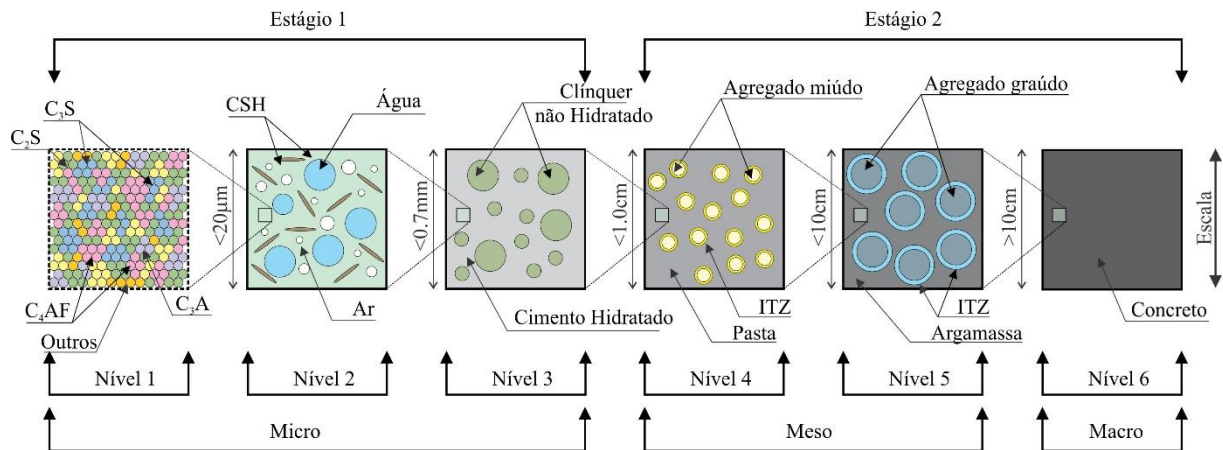 Estágio 1
Estágio 2
C₃S
C₂S
C₄AF
Outros
C₃A
CSH
Água
Ar
<20µm
Clínquer
não Hidratado
Cimento Hidratado
<0.7mm
Agregado miúdo
ITZ
Pasta
<1.0cm
Agregado graúdo
ITZ
Argamassa
<10cm
Concreto
>10cm
Escala
Nível 1
Nível 2
Nível 3
Nível 4
Nível 5
Nível 6
Micro
Meso
Macro